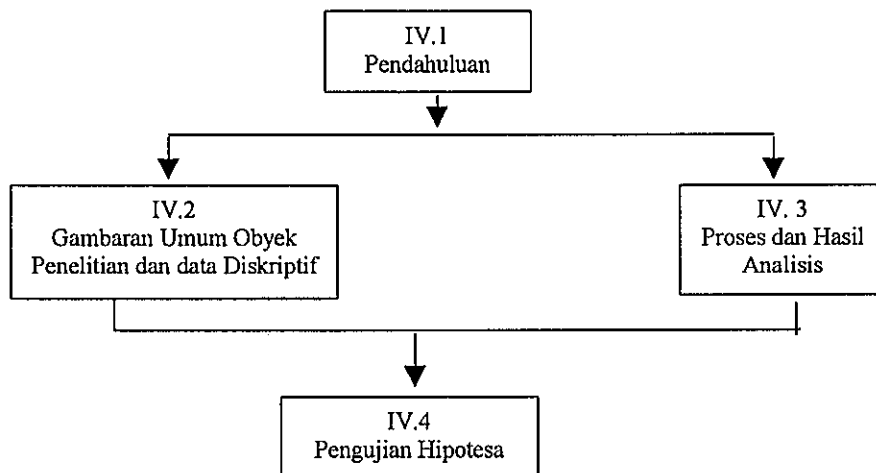 IV.1
Pendahuluan
IV.2
Gambaran Umum Obyek
Penelitian dan data Diskriptif
IV. 3
Proses dan Hasil
Analisis
IV.4
Pengujian Hipotesa